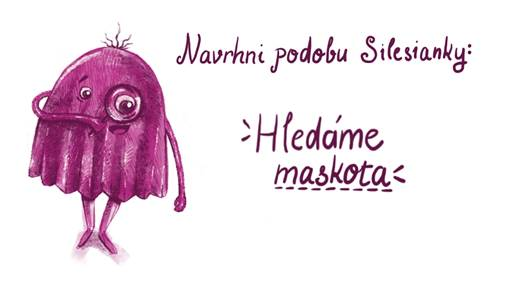 Navrhni podobu Silesianky:
Hledáme
maskota